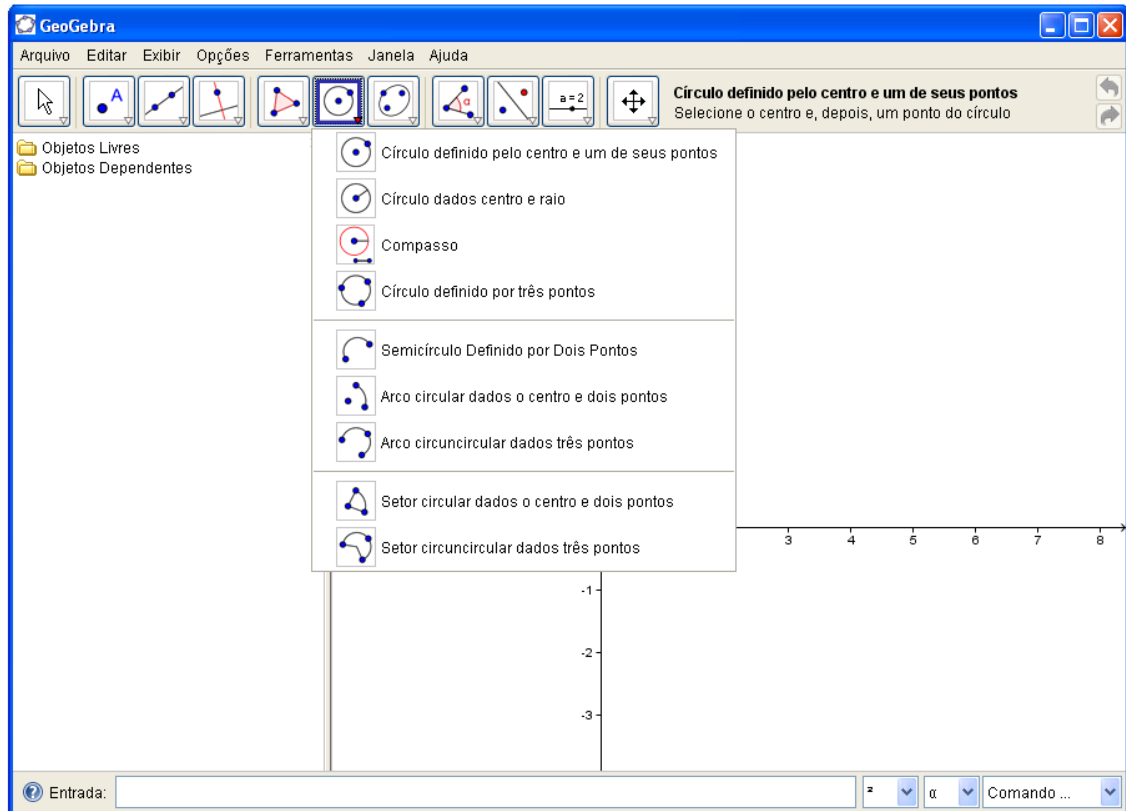 GeoGebra
Arquivo Editar Exibir Opções Ferramentas Janela Ajuda
A
α
a=2
Círculo definido pelo centro e um de seus pontos
Selecione o centro e, depois, um ponto do círculo
Objetos Livres
Objetos Dependentes
Círculo definido pelo centro e um de seus pontos
Círculo dados centro e raio
Compasso
Círculo definido por três pontos
Semicírculo Definido por Dois Pontos
Arco circular dados o centro e dois pontos
Arco circuncircular dados três pontos
Setor circular dados o centro e dois pontos
Setor circuncircular dados três pontos
3 4 5 6 7 8
-1
-2
-3
Entrada: ² α Comando ...